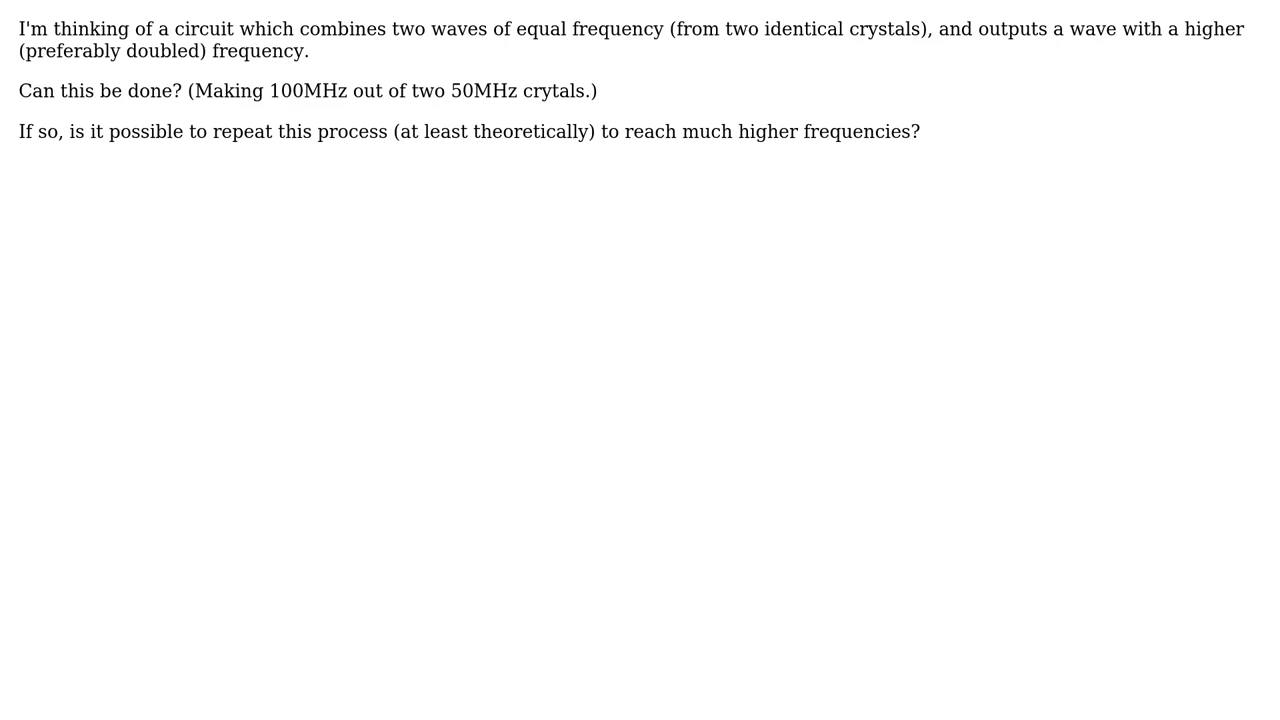 I'm thinking of a circuit which combines two waves of equal frequency (from two identical crystals), and outputs a wave with a higher
(preferably doubled) frequency.
Can this be done? (Making 100MHz out of two 50MHz crytals.)
If so, is it possible to repeat this process (at least theoretically) to reach much higher frequencies?